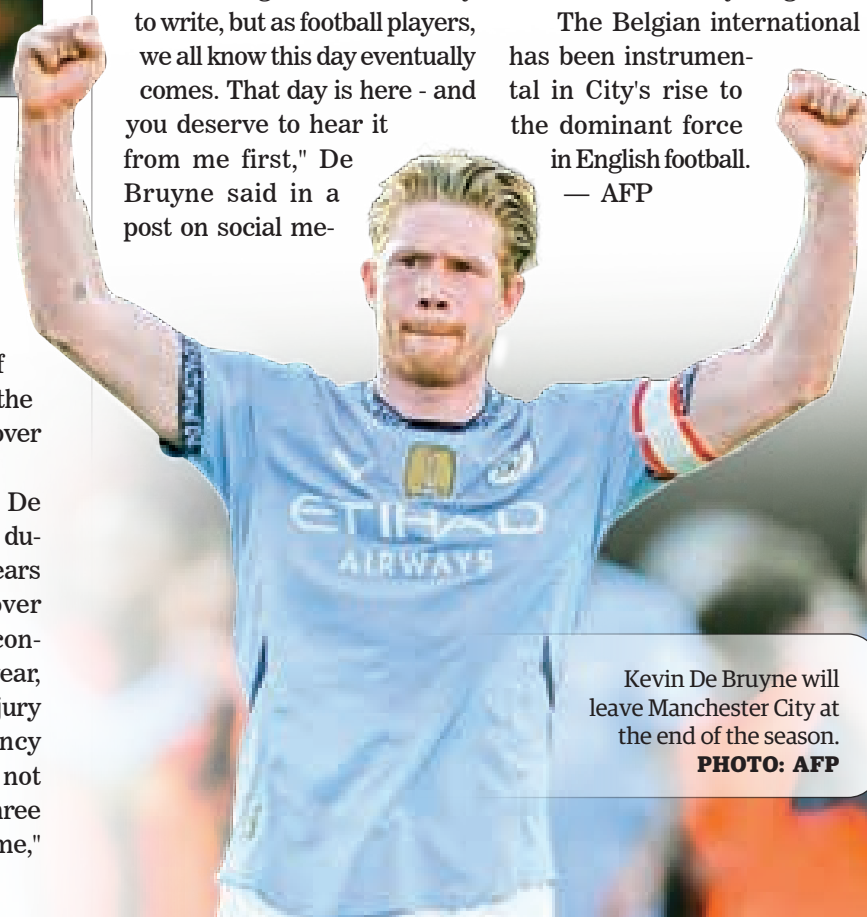 f
the
over
De
du-
ears
over
con-
ear,
jury
ncy
not
hree
me,"
to write, but as football players,
we all know this day eventually
comes. That day is here - and
you deserve to hear it
from me first," De
Bruyne said in a
post on social me-
The Belgian international
has been instrumen-
tal in City's rise to
the dominant force
in English football.
— AFP
ETIHAD
AIRWAYS
Kevin De Bruyne will
leave Manchester City at
the end of the season.
PHOTO: AFP